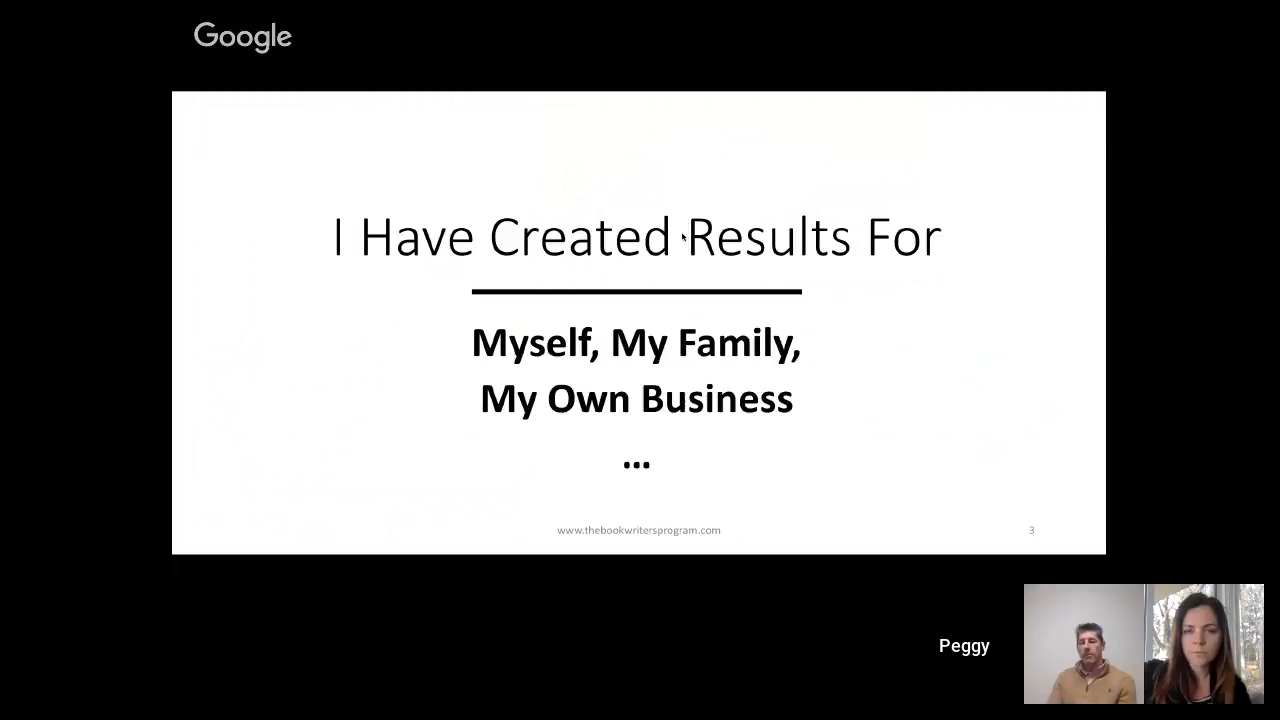 Google
I Have Created Results For
Myself, My Family,
My Own Business
...
www.thebookwritersprogram.com
3
Peggy